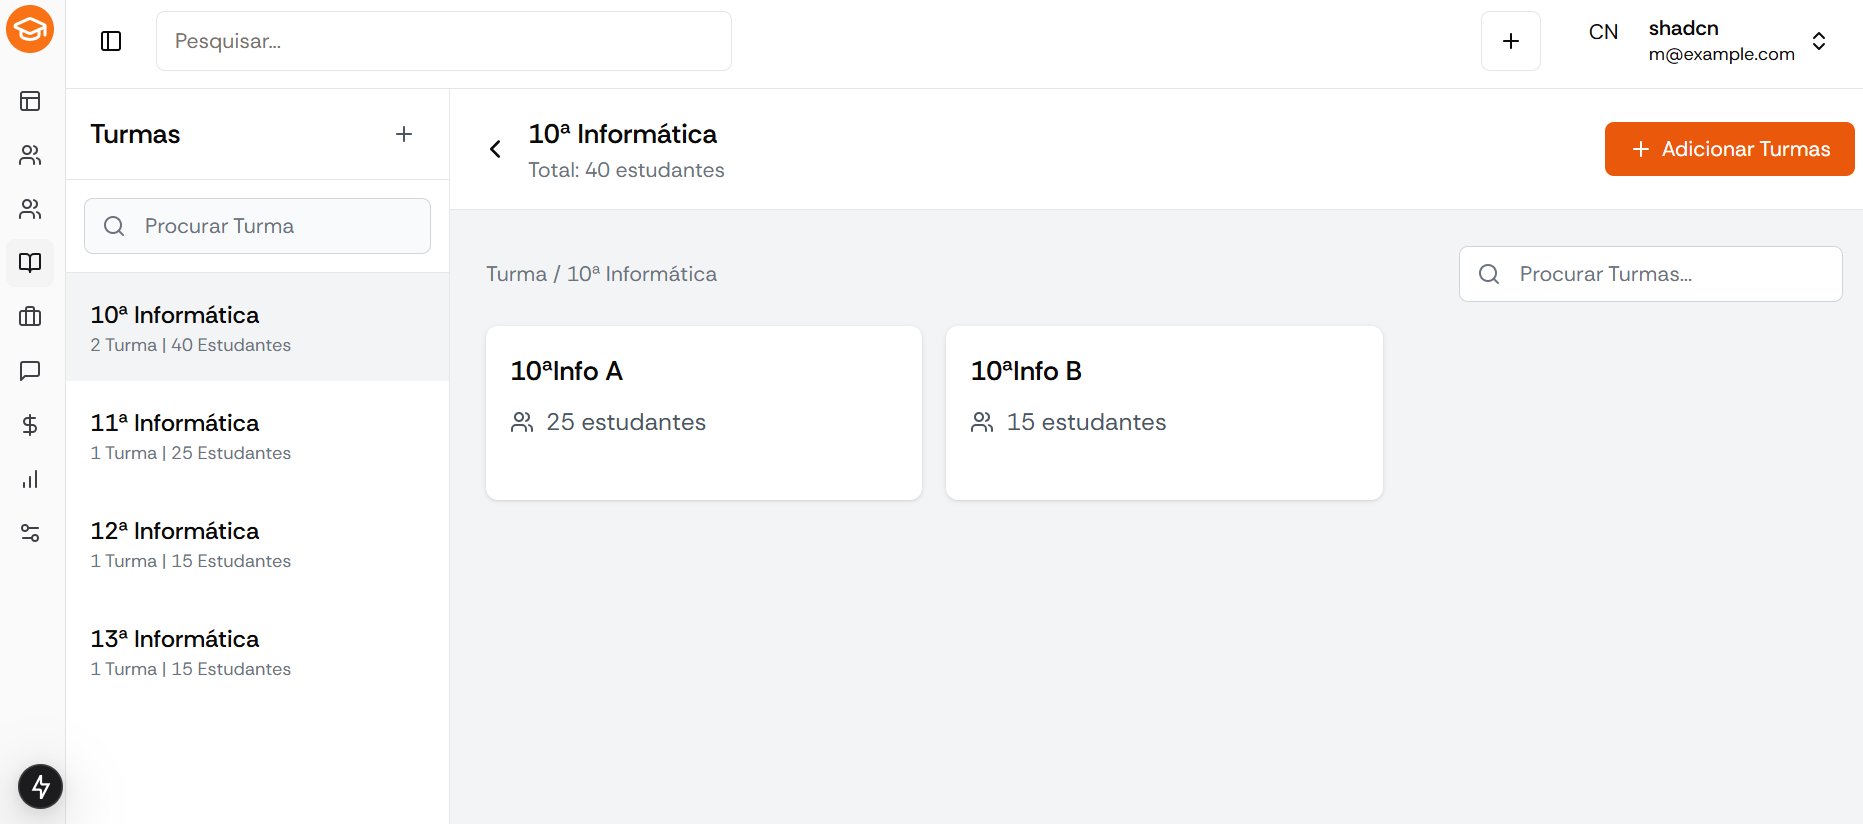 Pesquisar...
CN
shadcn
m@example.com
Turmas
Procurar Turma
10ª Informática
2 Turma | 40 Estudantes
11ª Informática
1 Turma | 25 Estudantes
12ª Informática
1 Turma | 15 Estudantes
13ª Informática
1 Turma | 15 Estudantes
10ª Informática
Total: 40 estudantes
Adicionar Turmas
Turma / 10ª Informática
Procurar Turmas...
10ªInfo A
25 estudantes
10ªInfo B
15 estudantes